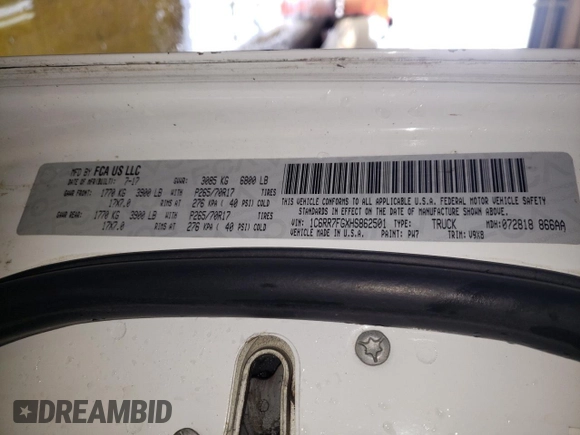 MFD BY FCA US LLC
DATE OF MFR(BUILT): 7-17 GVWR: 3085 KG 6800 LB
GAWR FRONT: 1770 KG 3900 LB WITH P265/70R17 TIRES
17X7.0 RIMS AT 276 KPA ( 40 PSI) COLD
GAWR REAR: 1770 KG 3900 LB WITH P265/70R17 TIRES
17X7.0 RIMS AT 276 KPA ( 40 PSI) COLD
THIS VEHICLE CONFORMS TO ALL APPLICABLE U.S.A. FEDERAL MOTOR VEHICLE SAFETY
STANDARDS IN EFFECT ON THE DATE OF MANUFACTURE SHOWN ABOVE.
VIN: 1C6RR7FGXHS862501 TYPE: TRUCK MDH: 072818 866AA
VEHICLE MADE IN U.S.A. PAINT: PW7 TRIM: V9X8
DREAMBID